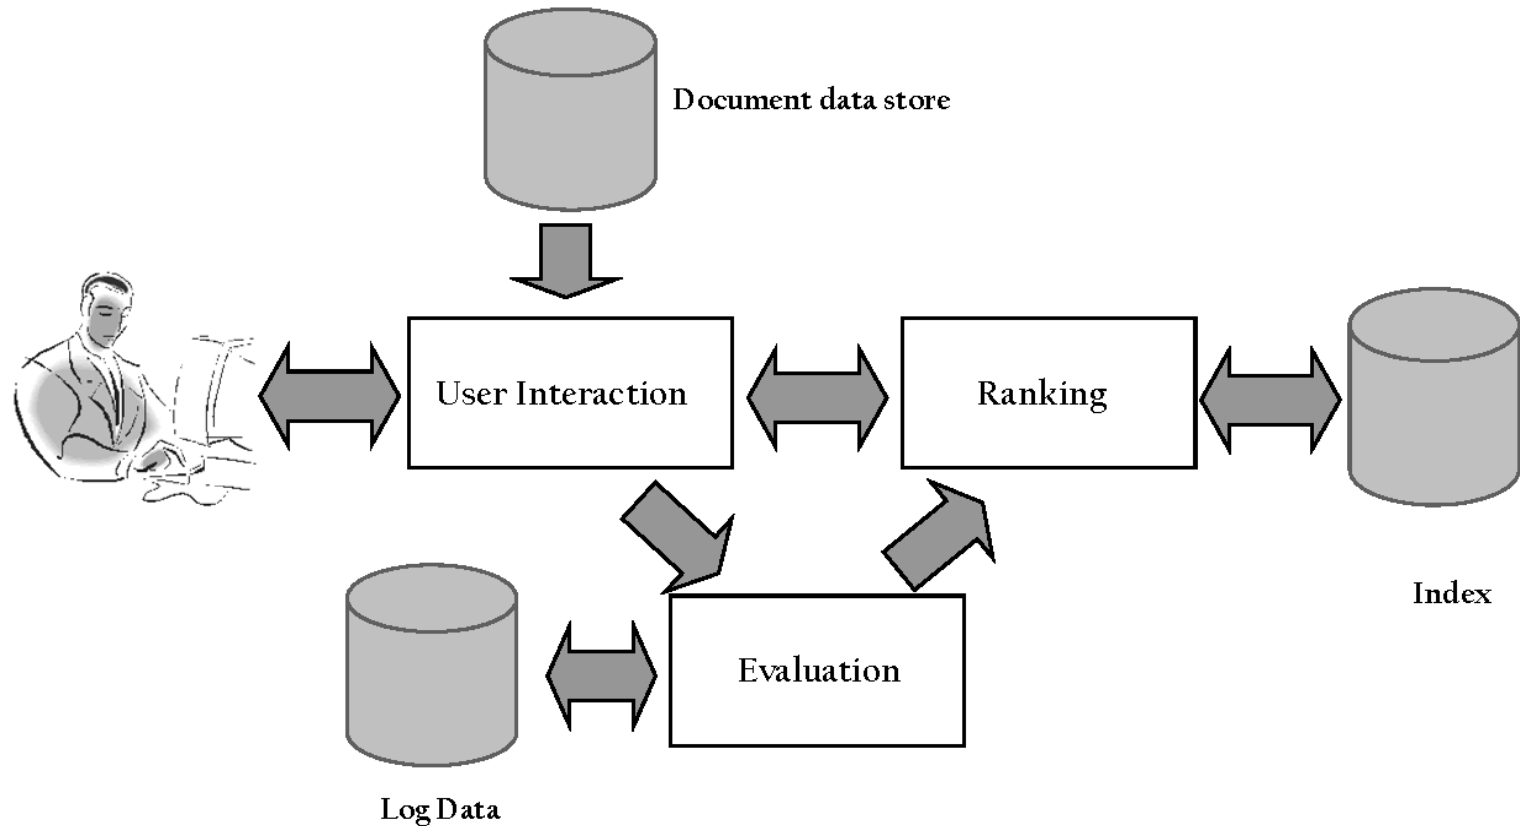 Document data store
User Interaction
Ranking
Index
Evaluation
Log Data